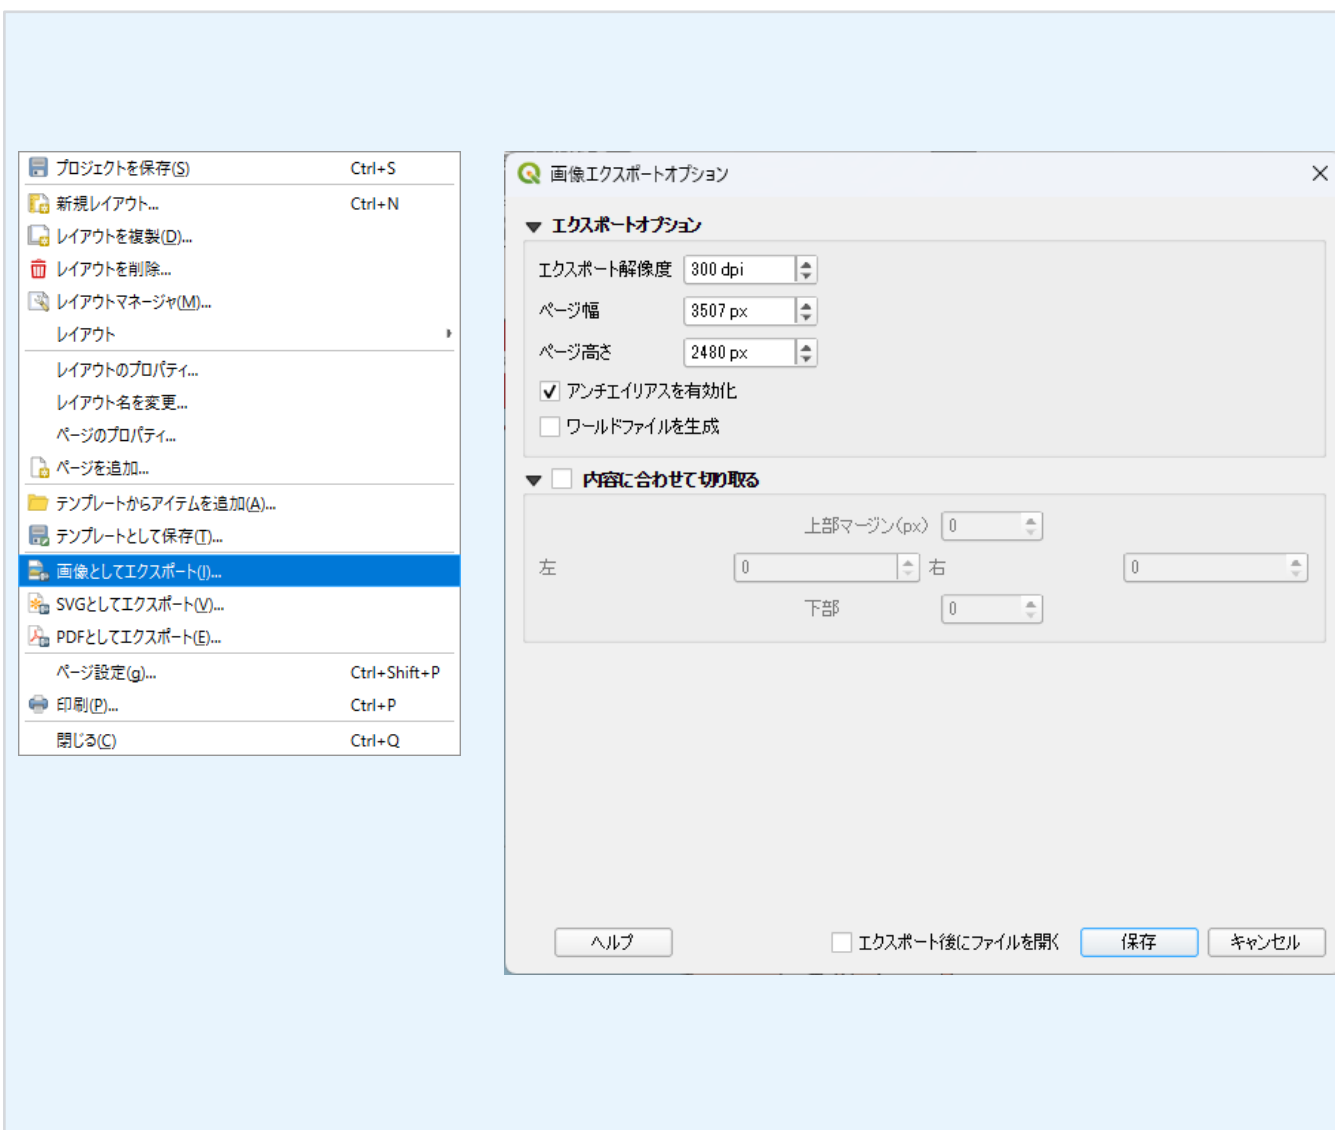 プロジェクトを保存(S) Ctrl+S
新規レイアウト... Ctrl+N
レイアウトを複製(D)...
レイアウトを削除...
レイアウトマネージャ(M)...
レイアウト
レイアウトのプロパティ...
レイアウト名を変更...
ページのプロパティ...
ページを追加...
テンプレートからアイテムを追加(A)...
テンプレートとして保存(T)...
画像としてエクスポート(I)...
SVGとしてエクスポート(V)...
PDFとしてエクスポート(E)...
ページ設定(g)... Ctrl+Shift+P
印刷(P)... Ctrl+P
閉じる(C) Ctrl+Q
画像エクスポートオプション
エクスポートオプション
エクスポート解像度 300 dpi
ページ幅 3507 px
ページ高さ 2480 px
アンチエイリアスを有効化
ワールドファイルを生成
内容に合わせて切り取る
上部マージン(px) 0
左 0 右 0
下部 0
ヘルプ エクスポート後にファイルを開く 保存 キャンセル